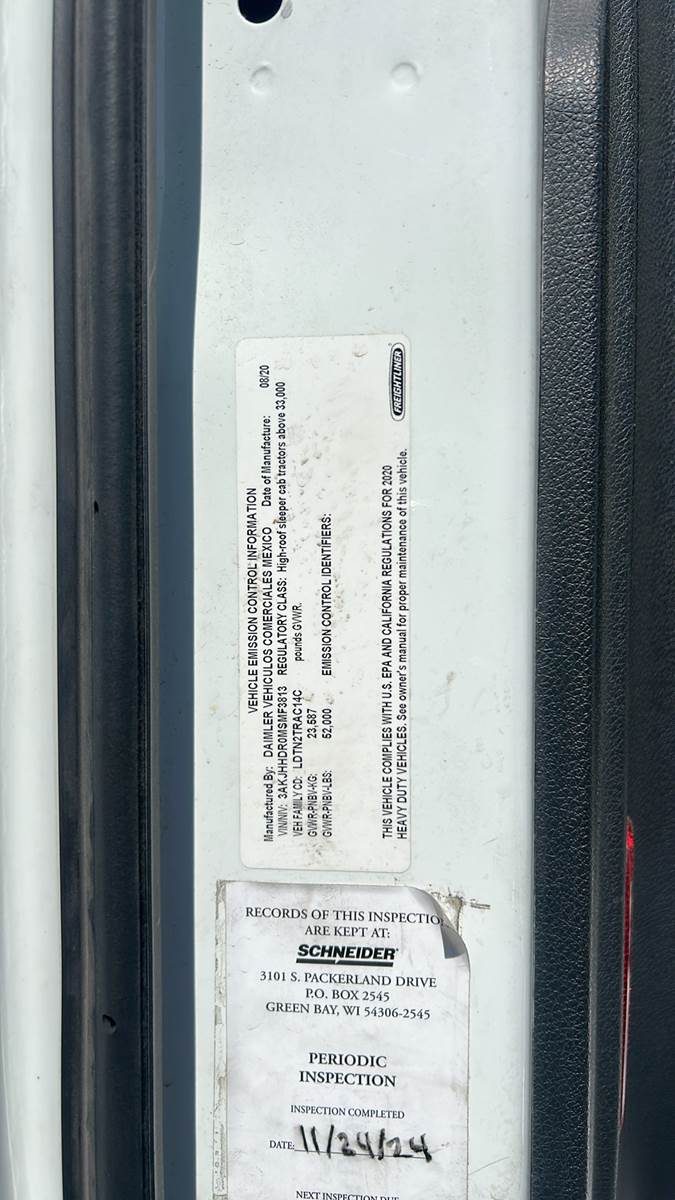 VEHICLE EMISSION CONTROL INFORMATION
Manufactured By: DAIMLER VEHICULOS COMERCIALES MEXICO Date of Manufacture: 08/20
VIN/NIV: 3AKJHHDR0MSMF3813 REGULATORY CLASS: High-roof sleeper cab tractors above 33,000
VEH FAMILY CD: LDTN2TRAC14C pounds GVWR.
GVWR-PNBV-KG: 23,587
GVWR-PNBV-LBS: 52,000 EMISSION CONTROL IDENTIFIERS:
THIS VEHICLE COMPLIES WITH U.S. EPA AND CALIFORNIA REGULATIONS FOR 2020
HEAVY DUTY VEHICLES. See owner's manual for proper maintenance of this vehicle.
FREIGHTLINER
RECORDS OF THIS INSPECTIO
ARE KEPT AT:
SCHNEIDER
3101 S. PACKERLAND DRIVE
P.O. BOX 2545
GREEN BAY, WI 54306-2545
PERIODIC
INSPECTION
INSPECTION COMPLETED
DATE: 11/24/24
NEXT INSPECTION DUE